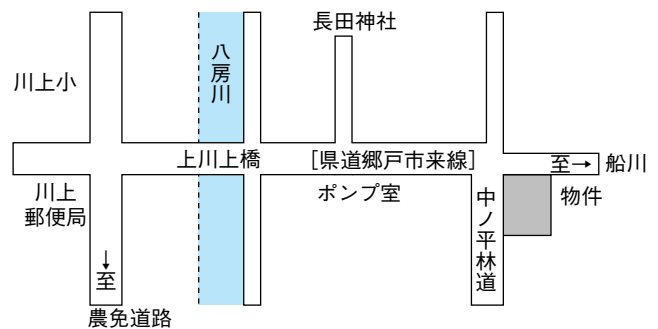 長田神社
川上小
八房川
上川上橋
[県道郷戸市来線]
至→
船川
川上
郵便局
ポンプ室
中ノ平林道
物件
↓
至
農免道路